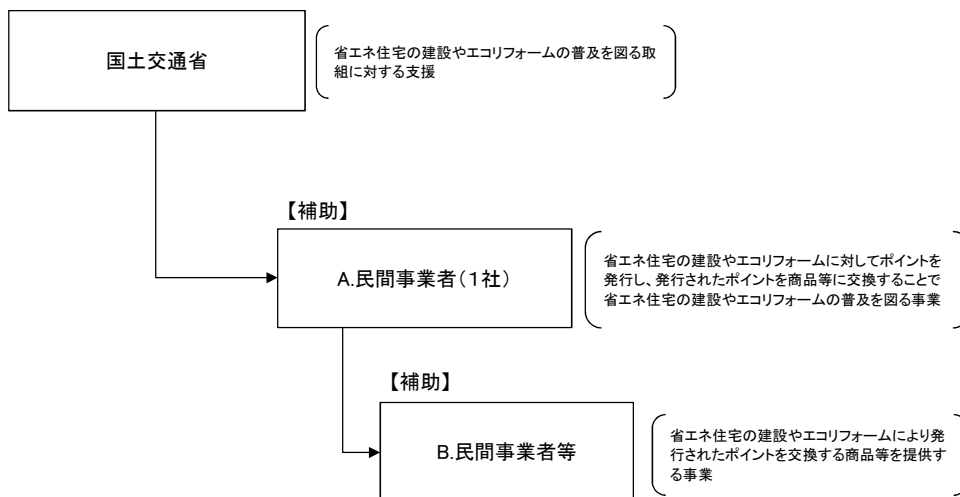 国土交通省
省エネ住宅の建設やエコリフォームの普及を図る取
組に対する支援
【補助】
A.民間事業者(1社)
省エネ住宅の建設やエコリフォームに対してポイントを
発行し、発行されたポイントを商品等に交換することで
省エネ住宅の建設やエコリフォームの普及を図る事業
【補助】
B.民間事業者等
省エネ住宅の建設やエコリフォームにより発
行されたポイントを交換する商品等を提供す
る事業